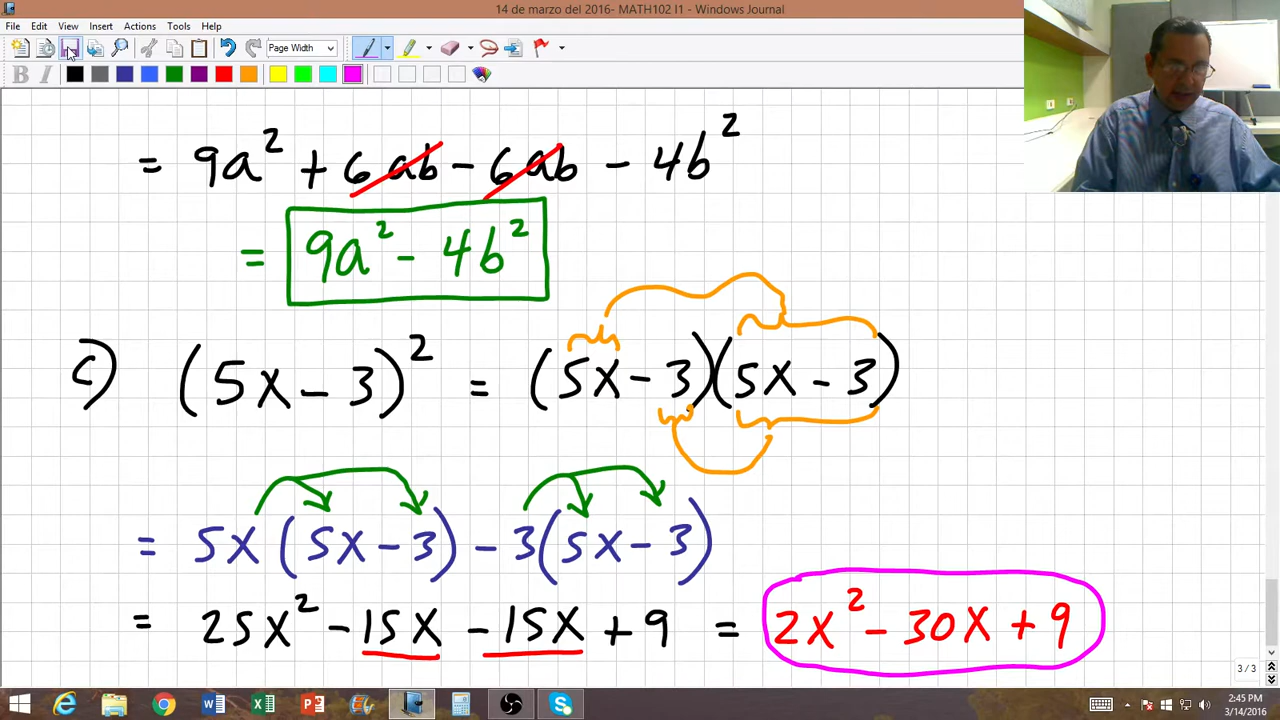 14 de marzo del 2016- MATH102 I1 - Windows Journal
File Edit View Insert Actions Tools Help
Page Width
B I
= 9a² + 6ab - 6ab - 4b²
= 9a² - 4b²
c) (5x - 3)² = (5x - 3)(5x - 3)
= 5x(5x - 3) - 3(5x - 3)
= 25x² - 15x - 15x + 9 = 2x² - 30x + 9
3/3
2:45 PM
3/14/2016